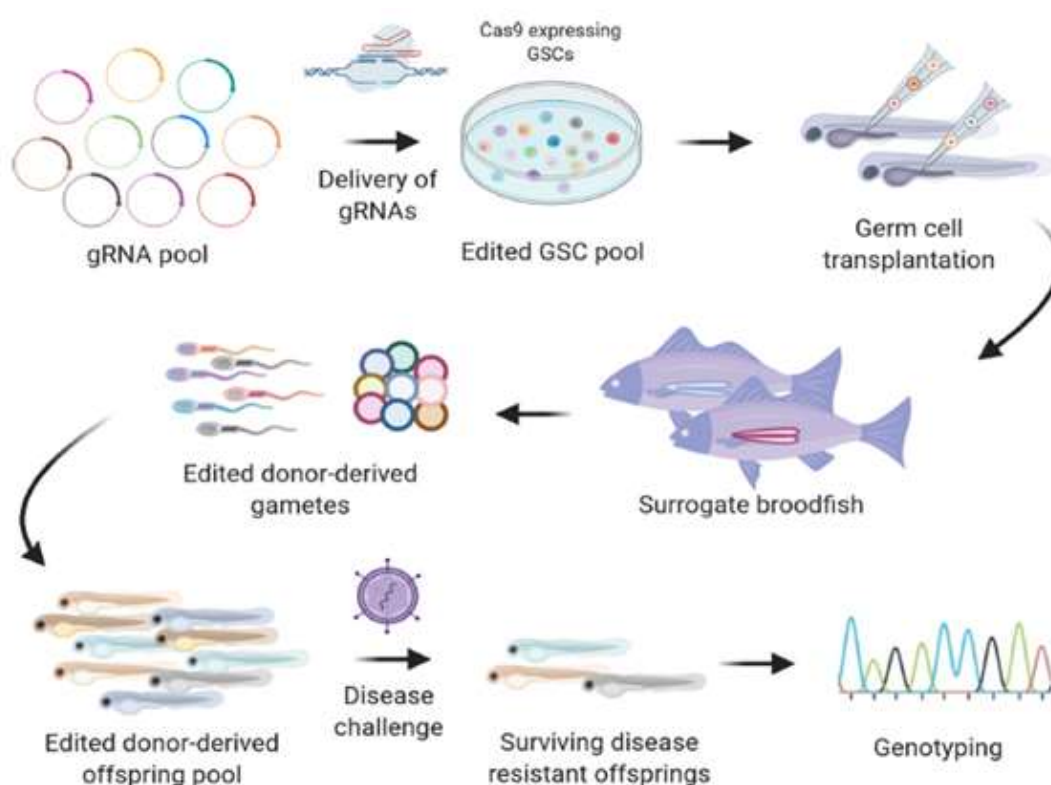 Cas9 expressing
GSCs
Delivery of
gRNAs
gRNA pool
Edited GSC pool
Germ cell
transplantation
Edited donor-derived
gametes
Surrogate broodfish
Disease
challenge
Edited donor-derived
offspring pool
Surviving disease
resistant offsprings
Genotyping